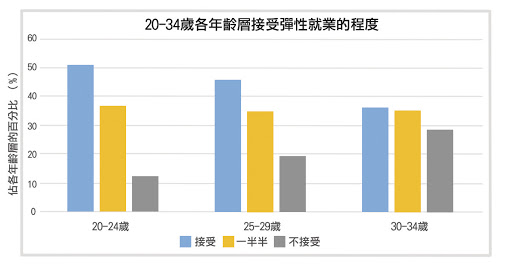 20-34歲各年齡層接受彈性就業的程度
佔各年齡層的百分比 （%）
60
50
40
30
20
10
0
20-24歲
25-29歲
30-34歲
接受
一半半
不接受